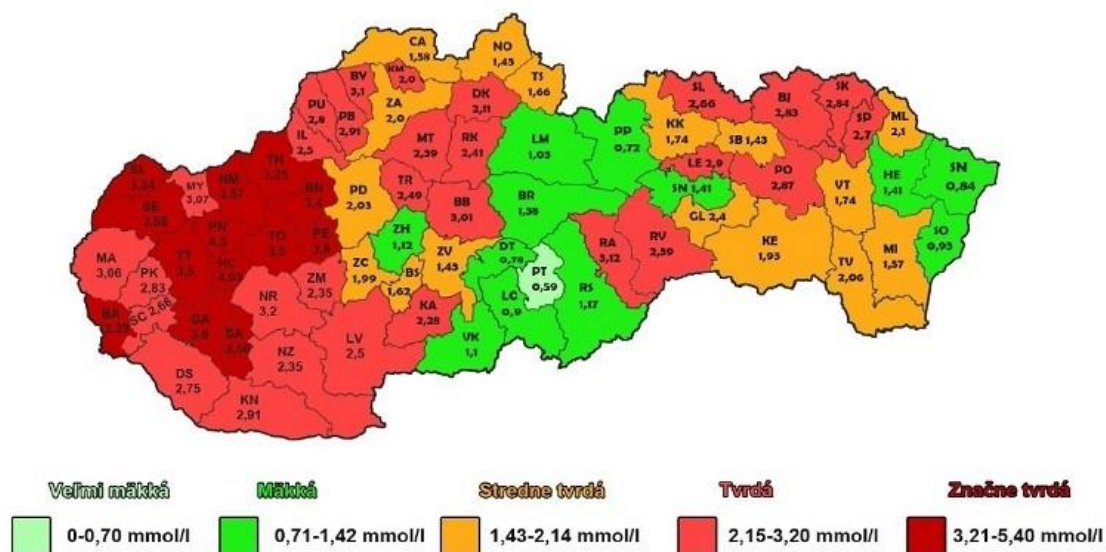 CA
1,58
NO
1,43
TS
1,66
KM
2,0
BV
3,1
ZA
2,0
DK
2,11
PU
2,8
PB
2,91
IL
2,5
MT
2,39
RK
2,41
LM
1,03
PP
0,72
KK
1,74
SL
2,66
BJ
2,83
SK
2,84
SP
2,7
ML
2,1
SB 1,43
LE 2,9
PO
2,87
SN 1,41
GL 2,4
VT
1,74
HE
1,41
SN
0,84
SO
0,93
MI
1,57
TV
2,06
KE
1,93
TN
NM
MY
3,07
BN
PD
2,03
TR
2,49
BB
3,01
BR
1,38
SE
PN
4,3
TO
3,5
PE
ZH
1,12
ZV
1,43
DT
PT
0,59
RA
3,12
RV
TT
3,5
HC
MA
3,06
PK
2,83
SC 2,66
BA
GA
SA
NR
3,2
ZM
2,35
ZC
1,99
BS
1,62
KA
2,28
LC
0,9
RS
1,17
VK
1,1
LV
2,5
NZ
2,35
DS
2,75
KN
2,91
Veľmi mäkká
Mäkká
Stredne tvrdá
Tvrdá
Značne tvrdá
0-0,70 mmol/l
0,71-1,42 mmol/l
1,43-2,14 mmol/l
2,15-3,20 mmol/l
3,21-5,40 mmol/l